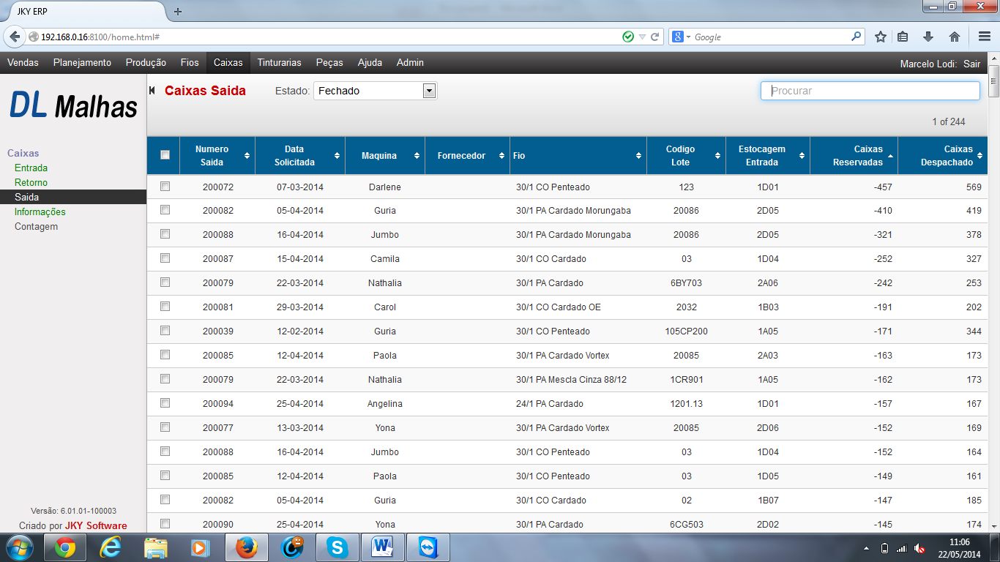 JKY ERP
192.168.0.16:8100/home.html#
Google
Vendas Planejamento Produção Fios Caixas Tinturarias Peças Ajuda Admin Marcelo Lodi: Sair
DL Malhas
Caixas Saida Estado: Fechado Procurar
1 of 244
Caixas
Entrada
Retorno
Saida
Informações
Contagem
Numero Saida Data Solicitada Maquina Fornecedor Fio Codigo Lote Estocagem Entrada Caixas Reservadas Caixas Despachado
200072 07-03-2014 Darlene 30/1 CO Penteado 123 1D01 -457 569
200082 05-04-2014 Guria 30/1 PA Cardado Morungaba 20086 2D05 -410 419
200088 16-04-2014 Jumbo 30/1 PA Cardado Morungaba 20086 2D05 -321 378
200087 15-04-2014 Camila 30/1 CO Cardado 03 1D04 -252 327
200079 22-03-2014 Nathalia 30/1 PA Cardado 6BY703 2A06 -242 253
200081 29-03-2014 Carol 30/1 CO Cardado OE 2032 1B03 -191 202
200039 12-02-2014 Guria 30/1 CO Penteado 105CP200 1A05 -171 344
200085 12-04-2014 Paola 30/1 PA Cardado Vortex 20085 2A03 -163 173
200079 22-03-2014 Nathalia 30/1 PA Mescla Cinza 88/12 1CR901 1A05 -162 173
200094 25-04-2014 Angelina 24/1 PA Cardado 1201.13 1D01 -157 167
200077 13-03-2014 Yona 30/1 PA Cardado Vortex 20085 2D06 -152 169
200088 16-04-2014 Jumbo 30/1 CO Penteado 03 1D04 -152 164
200085 12-04-2014 Paola 30/1 CO Penteado 03 1D05 -149 161
200082 05-04-2014 Guria 30/1 CO Cardado 02 1B07 -147 185
200090 25-04-2014 Yona 30/1 PA Cardado 6CG503 2D02 -145 174
Versão: 6.01.01-100003
Criado por JKY Software
11:06
22/05/2014